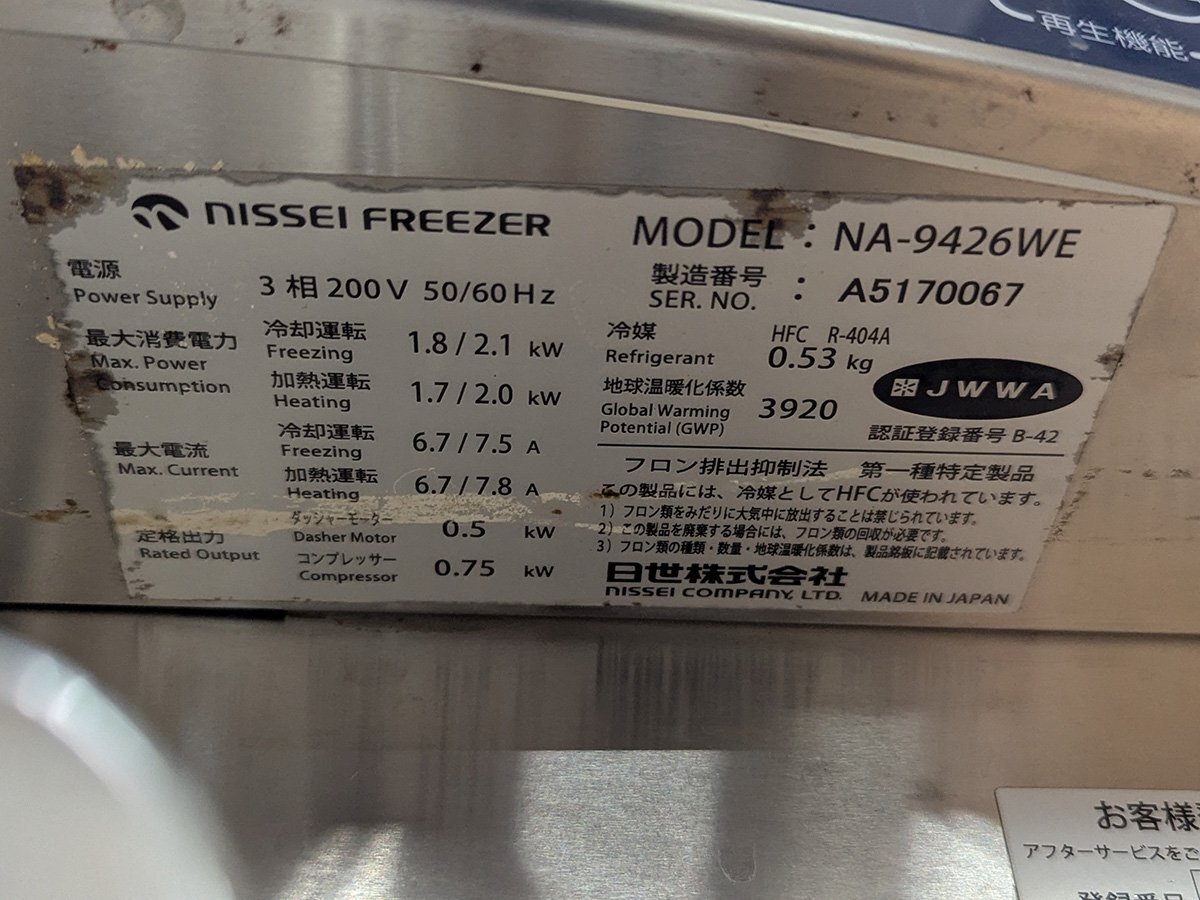 再生機能
NISSEI FREEZER
電源
Power Supply
3相 200V 50/60Hz
最大消費電力
Max. Power
Consumption
冷却運転
Freezing
1.8 / 2.1 kW
加熱運転
Heating
1.7 / 2.0 kW
最大電流
Max. Current
冷却運転
Freezing
6.7 / 7.5 A
加熱運転
Heating
6.7 / 7.8 A
定格出力
Rated Output
ダッシャーモーター
Dasher Motor
0.5 kW
コンプレッサー
Compressor
0.75 kW
MODEL : NA-9426WE
製造番号
SER. NO. : A5170067
冷媒
Refrigerant
HFC R-404A
0.53 kg
地球温暖化係数
Global Warming
Potential (GWP)
3920
JWWA
認証登録番号 B-42
フロン排出抑制法 第一種特定製品
この製品には、冷媒としてHFCが使われています。
1）フロン類をみだりに大気中に放出することは禁じられています。
2）この製品を廃棄する場合には、フロン類の回収が必要です。
3）フロン類の種類・数量・地球温暖化係数は、製品銘板に記載されています。
日世株式会社
NISSEI COMPANY, LTD. MADE IN JAPAN
お客様
アフターサービスをご
登録番号